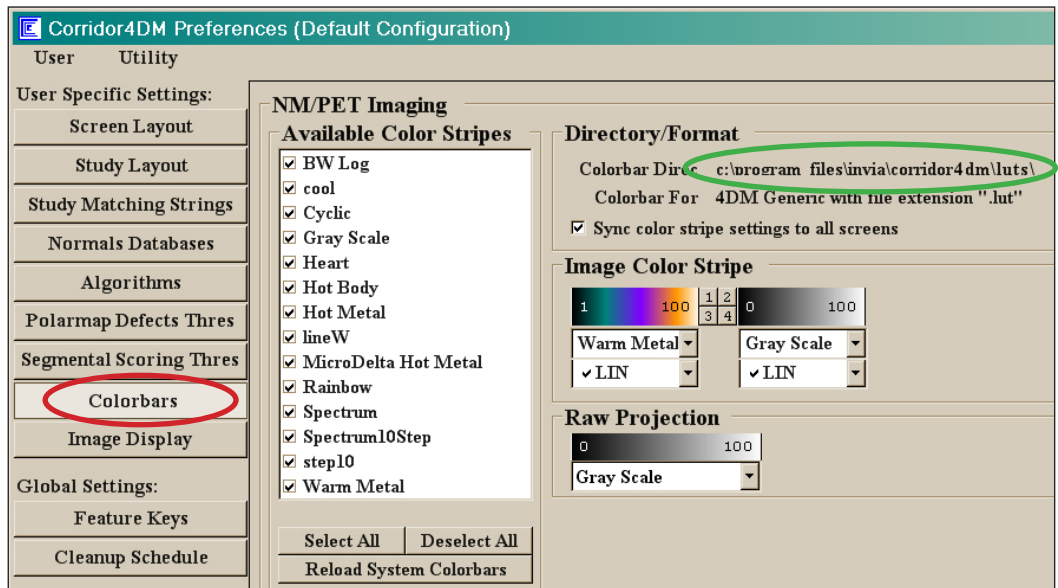 Corridor4DM Preferences (Default Configuration)
User Utility
User Specific Settings:
Screen Layout
Study Layout
Study Matching Strings
Normals Databases
Algorithms
Polarmap Defects Thres
Segmental Scoring Thres
Colorbars
Image Display
Global Settings:
Feature Keys
Cleanup Schedule
NM/PET Imaging
Available Color Stripes
BW Log
cool
Cyclic
Gray Scale
Heart
Hot Body
Hot Metal
lineW
MicroDelta Hot Metal
Rainbow
Spectrum
Spectrum10Step
step10
Warm Metal
Select All Deselect All
Reload System Colorbars
Directory/Format
Colorbar Direc c:\program files\invia\corridor4dm\luts\
Colorbar For 4DM Generic with file extension ".lut"
Sync color stripe settings to all screens
Image Color Stripe
1 100 1 2 0 100
3 4
Warm Metal Gray Scale
LIN LIN
Raw Projection
0 100
Gray Scale